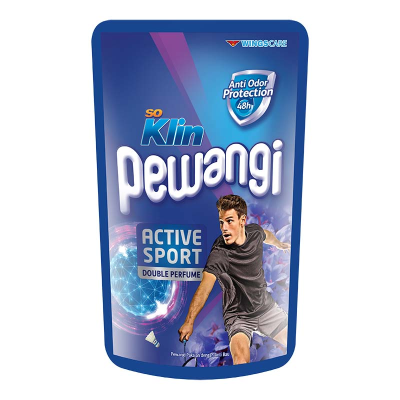 WINGSCARE
Anti Odor
Protection
48h
SO
Klin
Pewangi
ACTIVE
SPORT
DOUBLE PERFUME